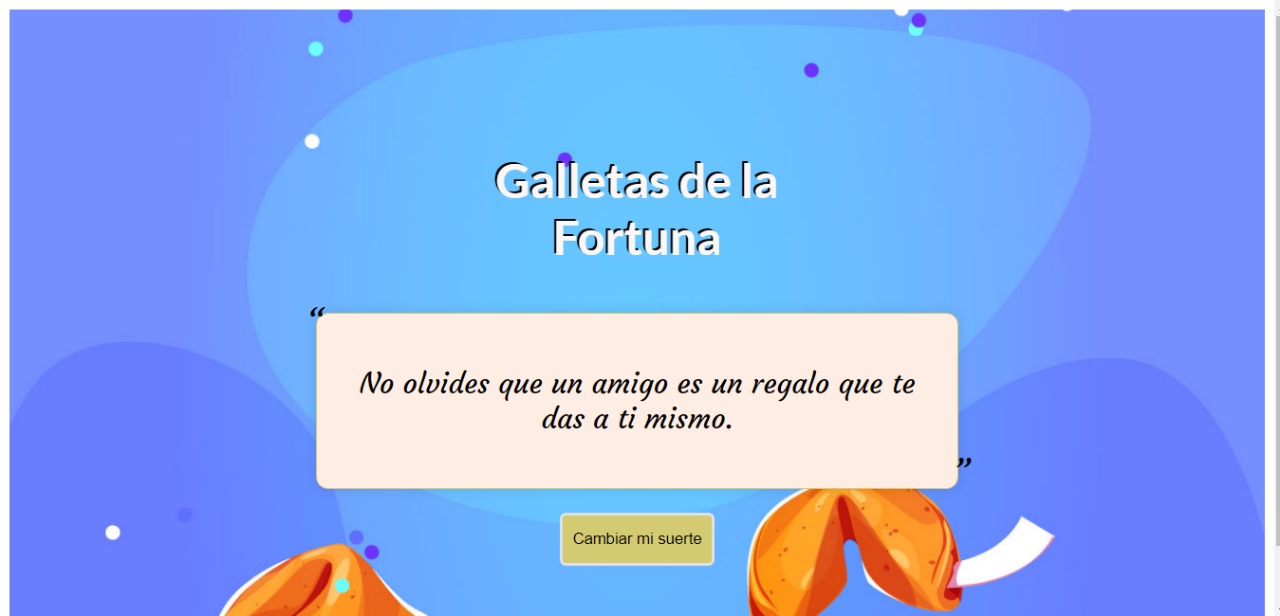 Galletas de la
Fortuna
“
No olvides que un amigo es un regalo que te
das a ti mismo.
”
Cambiar mi suerte